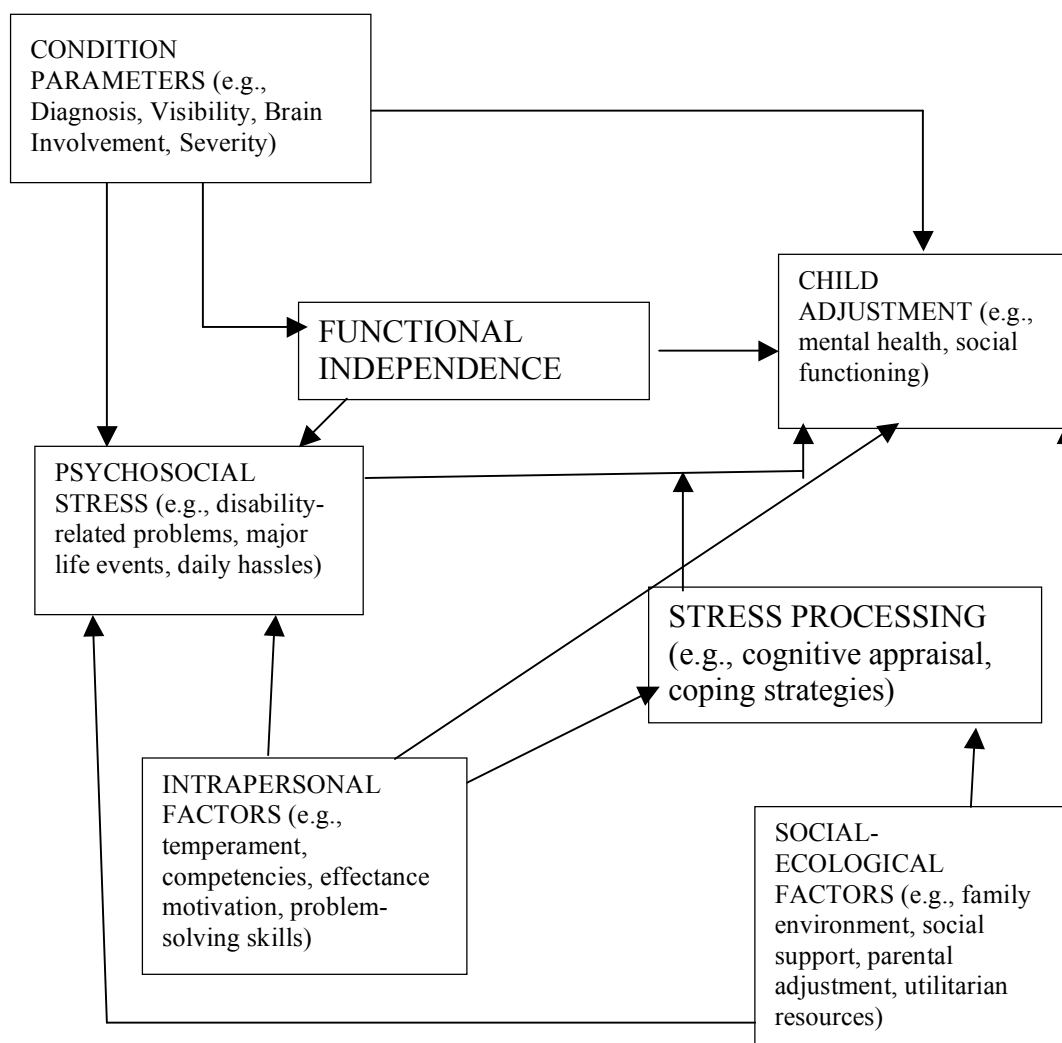 CONDITION
PARAMETERS (e.g.,
Diagnosis, Visibility, Brain
Involvement, Severity)
CHILD
ADJUSTMENT (e.g.,
mental health, social
functioning)
FUNCTIONAL
INDEPENDENCE
PSYCHOSOCIAL
STRESS (e.g., disability-
related problems, major
life events, daily hassles)
STRESS PROCESSING
(e.g., cognitive appraisal,
coping strategies)
INTRAPERSONAL
FACTORS (e.g.,
temperament,
competencies, effectance
motivation, problem-
solving skills)
SOCIAL-
ECOLOGICAL
FACTORS (e.g., family
environment, social
support, parental
adjustment, utilitarian
resources)